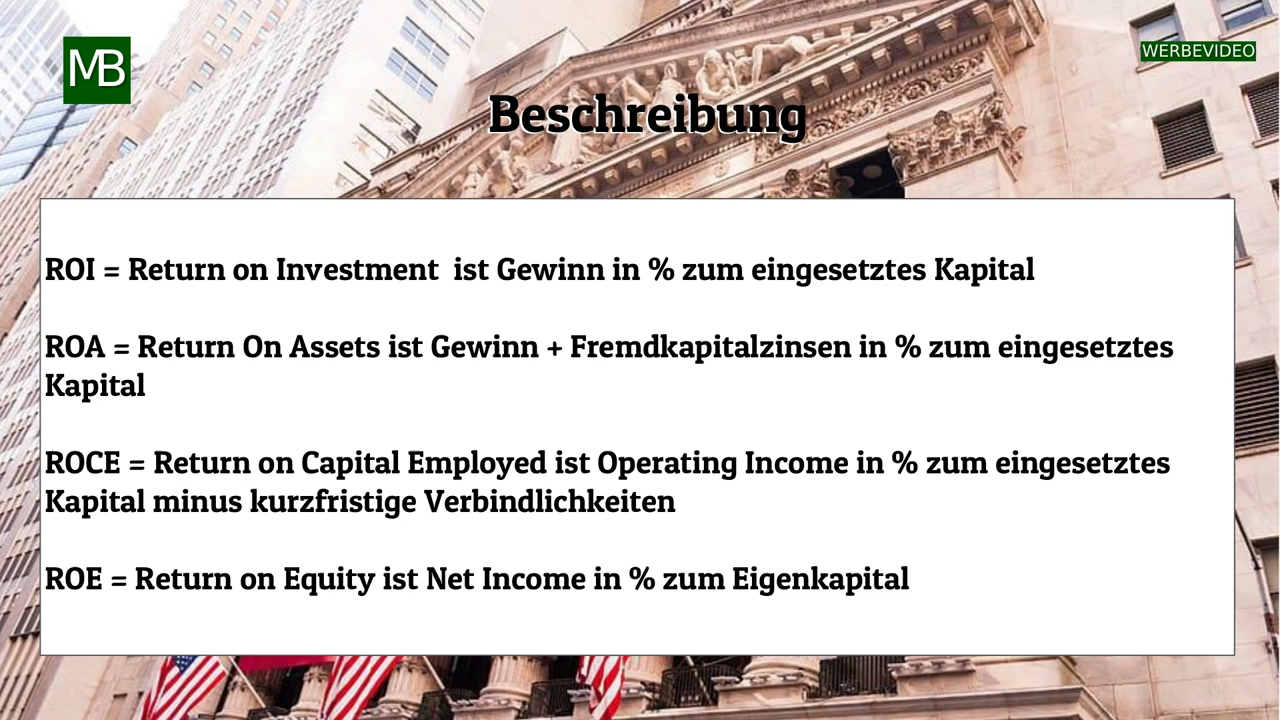 MB
WERBEVIDEO
Beschreibung
ROI = Return on Investment  ist Gewinn in % zum eingesetztes Kapital
ROA = Return On Assets ist Gewinn + Fremdkapitalzinsen in % zum eingesetztes
Kapital
ROCE = Return on Capital Employed ist Operating Income in % zum eingesetztes
Kapital minus kurzfristige Verbindlichkeiten
ROE = Return on Equity ist Net Income in % zum Eigenkapital